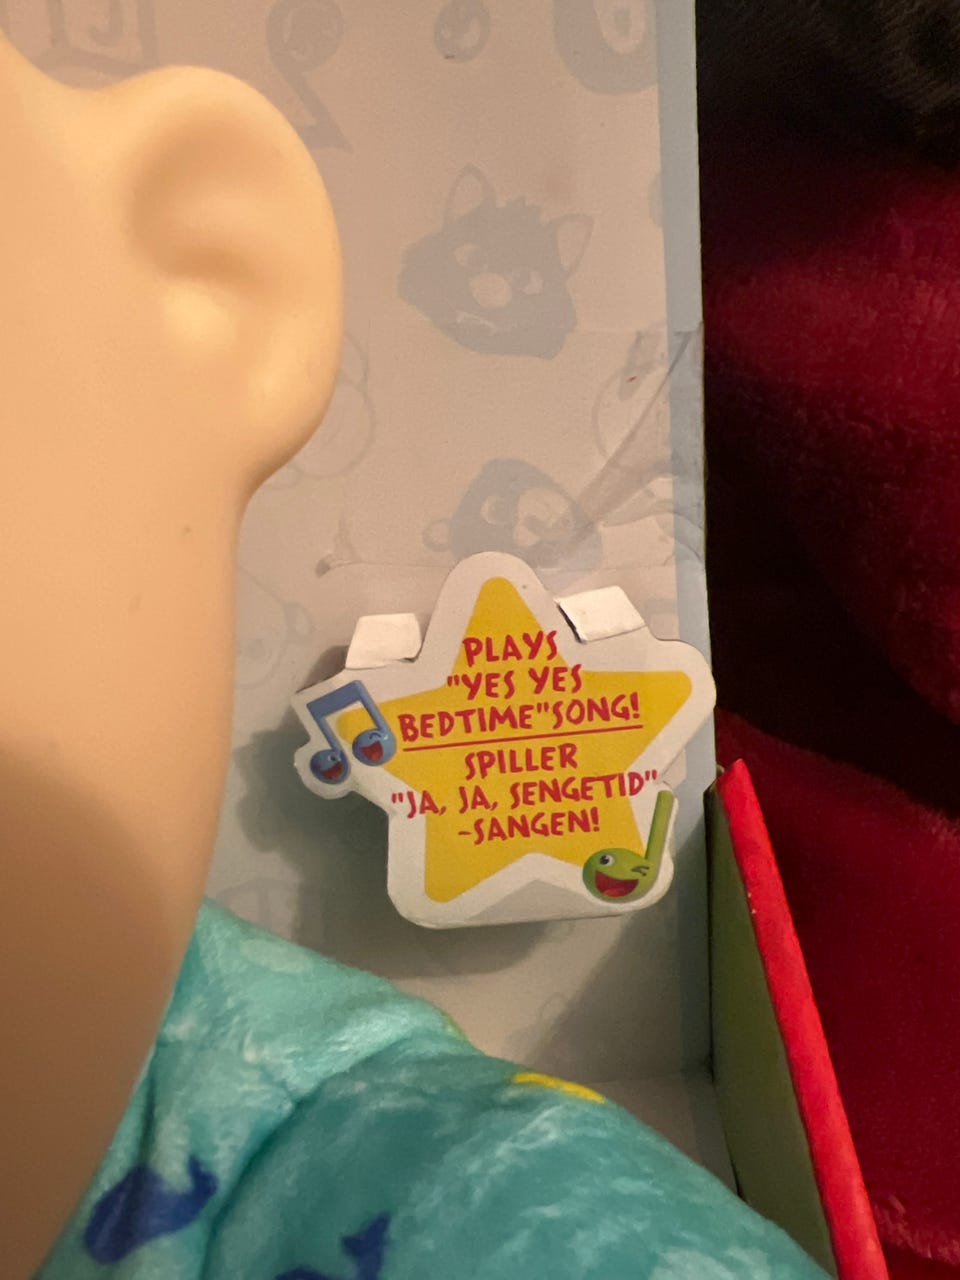 PLAYS
"YES YES
BEDTIME"SONG!
SPILLER
"JA, JA, SENGETID"
-SANGEN!